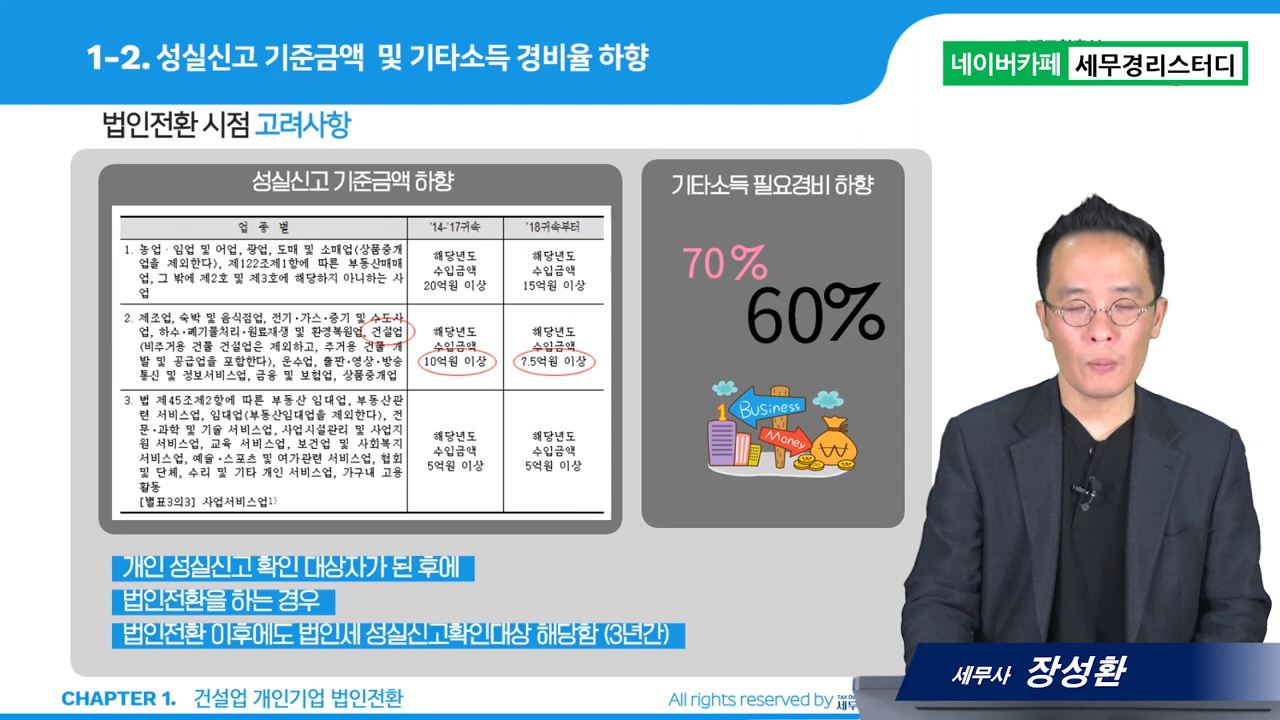 1-2. 성실신고 기준금액 및 기타소득 경비율 하향
네이버카페 세무경리스터디
법인전환 시점 고려사항
성실신고 기준금액 하향
업 종 별
'14-'17귀속
'18귀속부터
1. 농업·임업 및 어업, 광업, 도매 및 소매업(상품중개
업을 제외한다), 제122조제1항에 따른 부동산매매
업, 그 밖에 제2호 및 제3호에 해당하지 아니하는 사
업
해당년도
수입금액
20억원 이상
해당년도
수입금액
15억원 이상
2. 제조업, 숙박 및 음식점업, 전기·가스·증기 및 수도사
업, 하수·폐기물처리·원료재생 및 환경복원업, 건설업
(비주거용 건물 건설업은 제외하고, 주거용 건물 개
발 및 공급업을 포함한다), 운수업, 출판·영상·방송
통신 및 정보서비스업, 금융 및 보험업, 상품중개업
해당년도
수입금액
10억원 이상
해당년도
수입금액
7.5억원 이상
3. 법 제45조제2항에 따른 부동산 임대업, 부동산관
련 서비스업, 임대업(부동산임대업을 제외한다), 전
문·과학 및 기술 서비스업, 사업시설관리 및 사업지
원 서비스업, 교육 서비스업, 보건업 및 사회복지
서비스업, 예술·스포츠 및 여가관련 서비스업, 협회
및 단체, 수리 및 기타 개인 서비스업, 가구내 고용
활동
[별표3의3] 사업서비스업1)
해당년도
수입금액
5억원 이상
해당년도
수입금액
5억원 이상
기타소득 필요경비 하향
70%
60%
Business
1
Money
₩
개인 성실신고 확인 대상자가 된 후에
법인전환을 하는 경우
법인전환 이후에도 법인세 성실신고확인대상 해당함 (3년간)
세무사 장성환
CHAPTER 1. 건설업 개인기업 법인전환
All rights reserved by